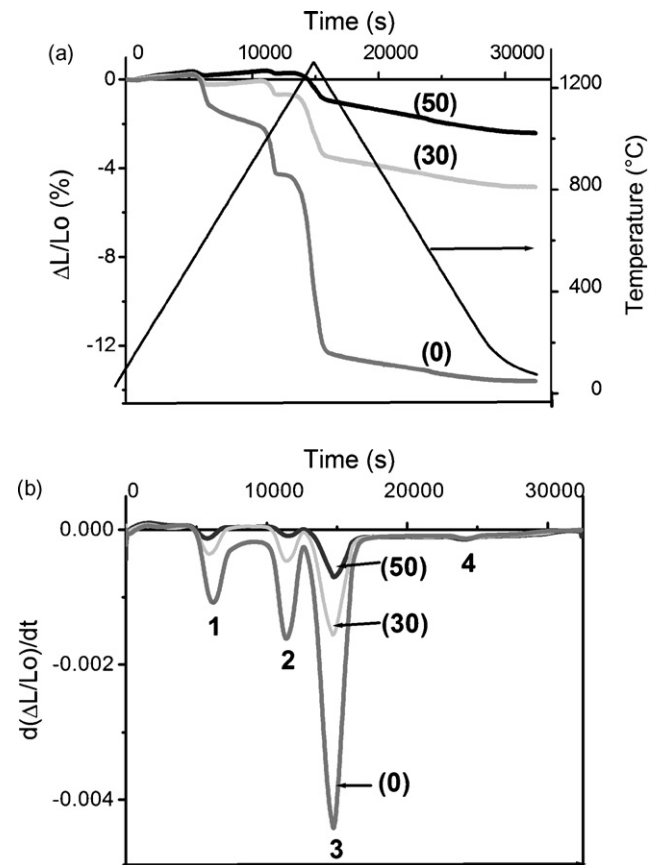 Time (s)
(a)
0 10000 20000 30000
0
-4
-8
-12
ΔL/Lo (%)
1200
800
400
0
Temperature (°C)
(50)
(30)
(0)
Time (s)
(b)
0 10000 20000 30000
0.000
-0.002
-0.004
d(ΔL/Lo)/dt
(50)
4
(30)
1
2
(0)
3